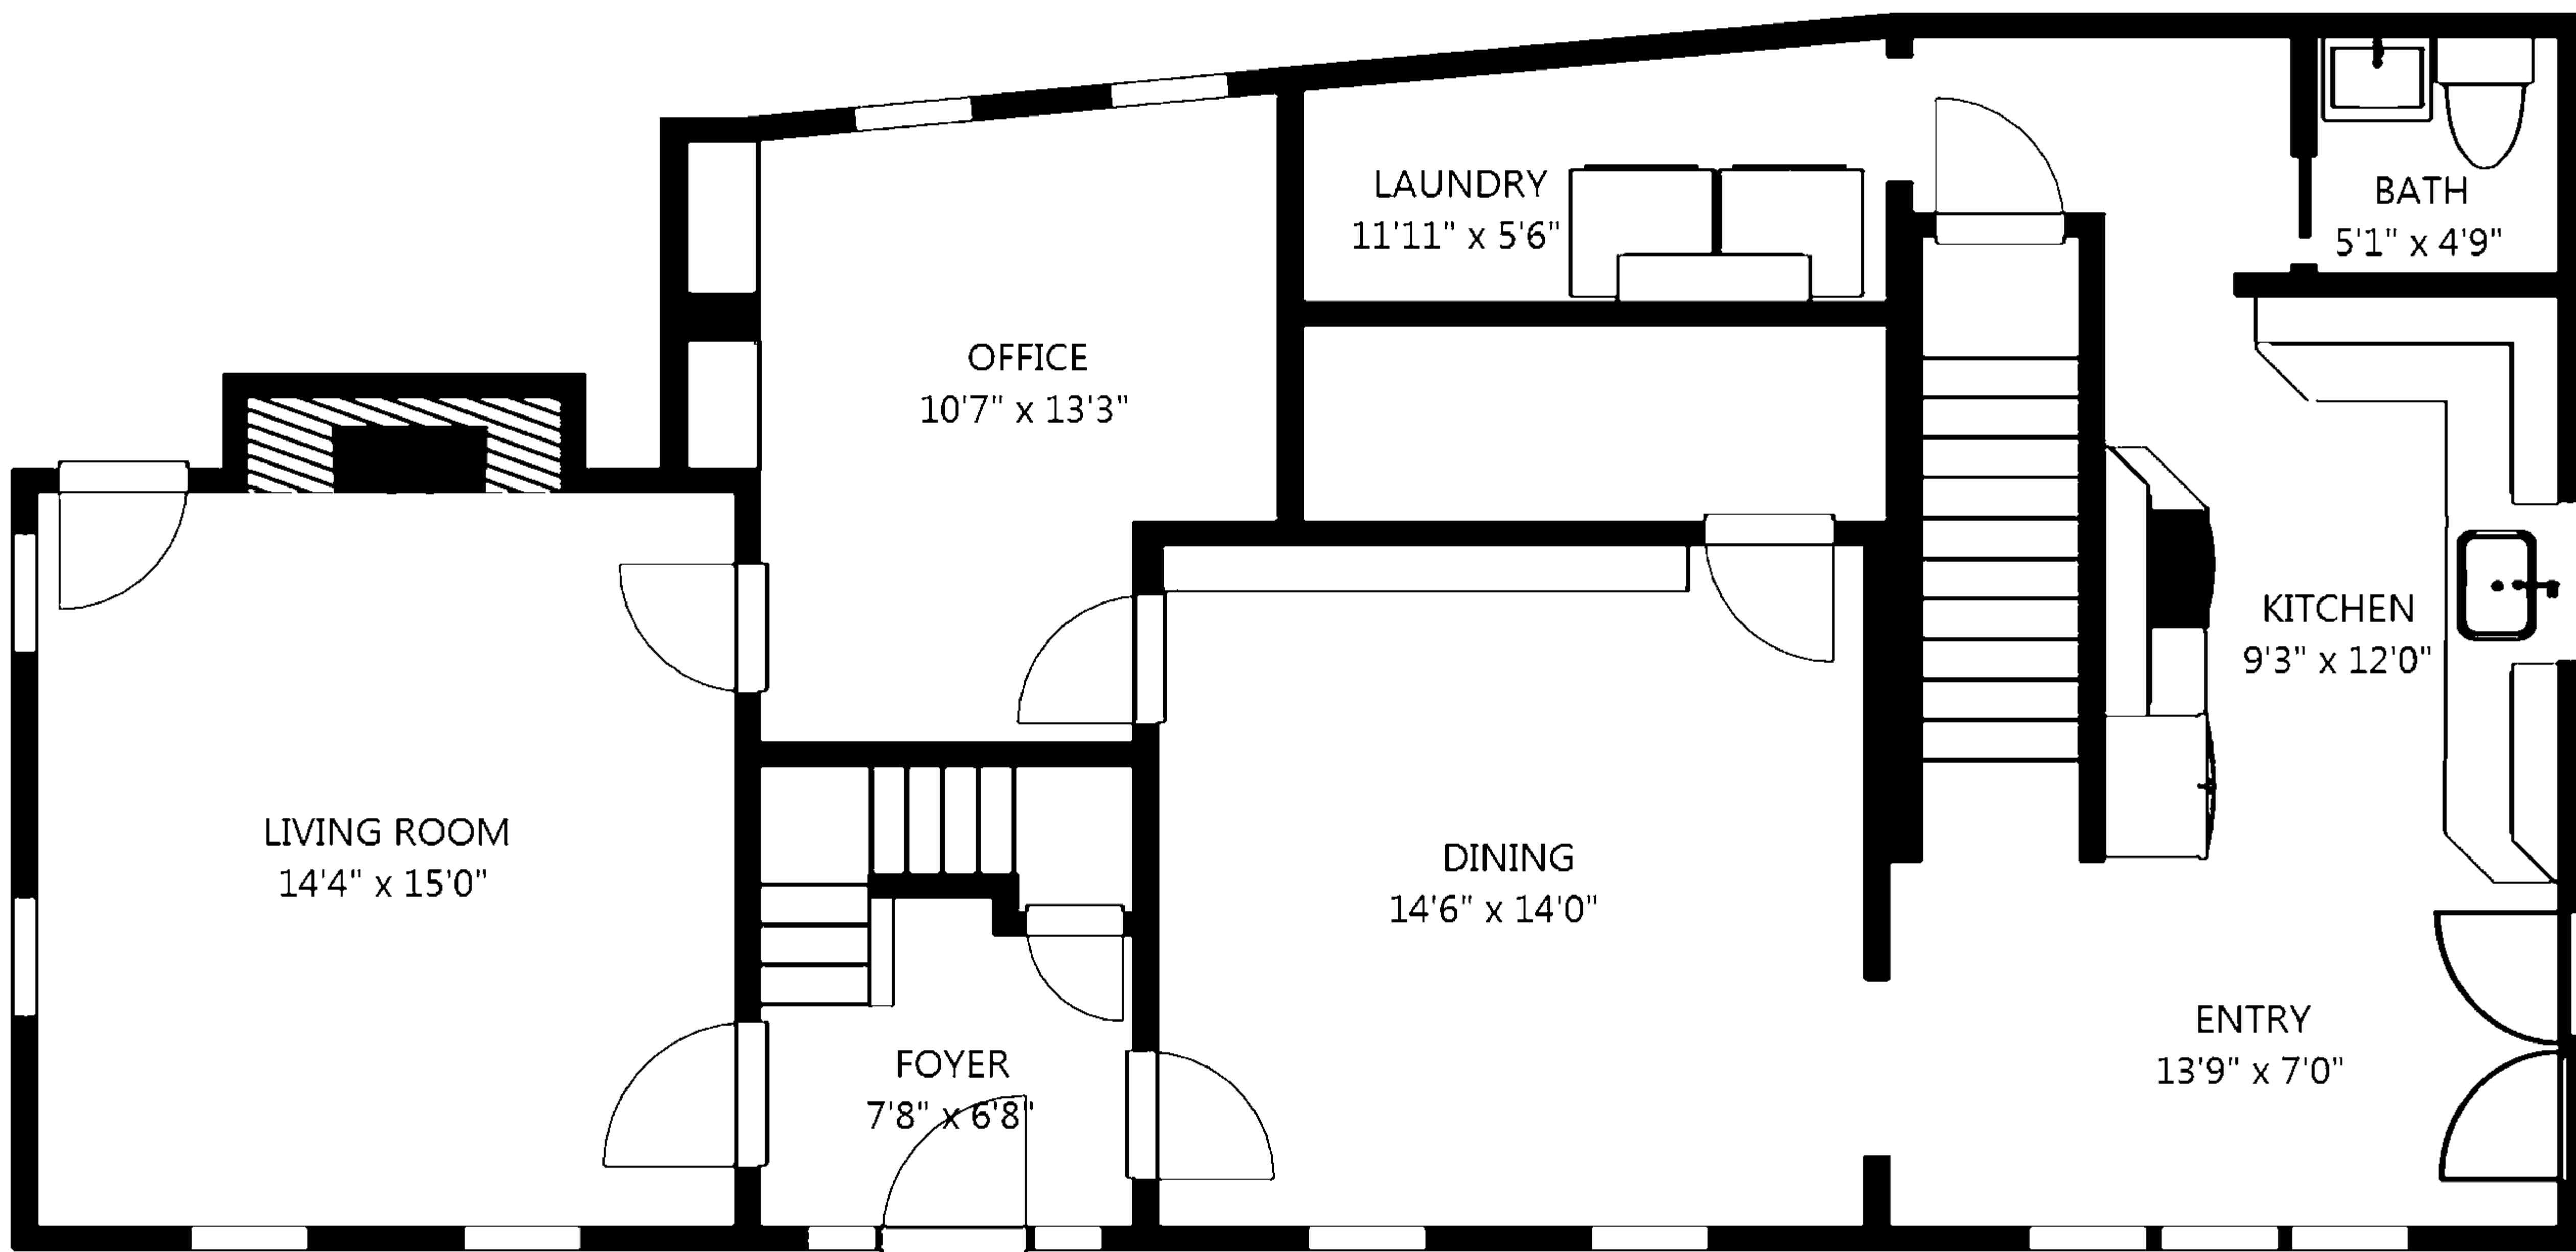 LAUNDRY
11'11" x 5'6"
BATH
5'1" x 4'9"
OFFICE
10'7" x 13'3"
KITCHEN
9'3" x 12'0"
LIVING ROOM
14'4" x 15'0"
DINING
14'6" x 14'0"
ENTRY
13'9" x 7'0"
FOYER
7'8" x 6'8"